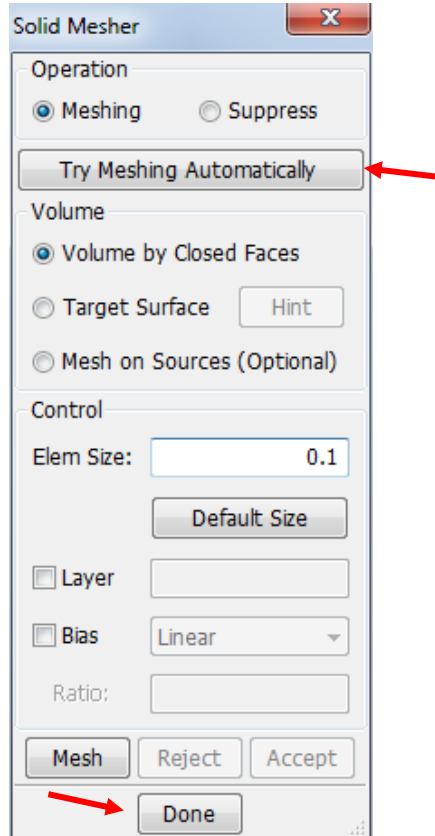 Solid Mesher
Operation
Meshing Suppress
Try Meshing Automatically
Volume
Volume by Closed Faces
Target Surface Hint
Mesh on Sources (Optional)
Control
Elem Size: 0.1
Default Size
Layer
Bias Linear
Ratio:
Mesh Reject Accept
Done